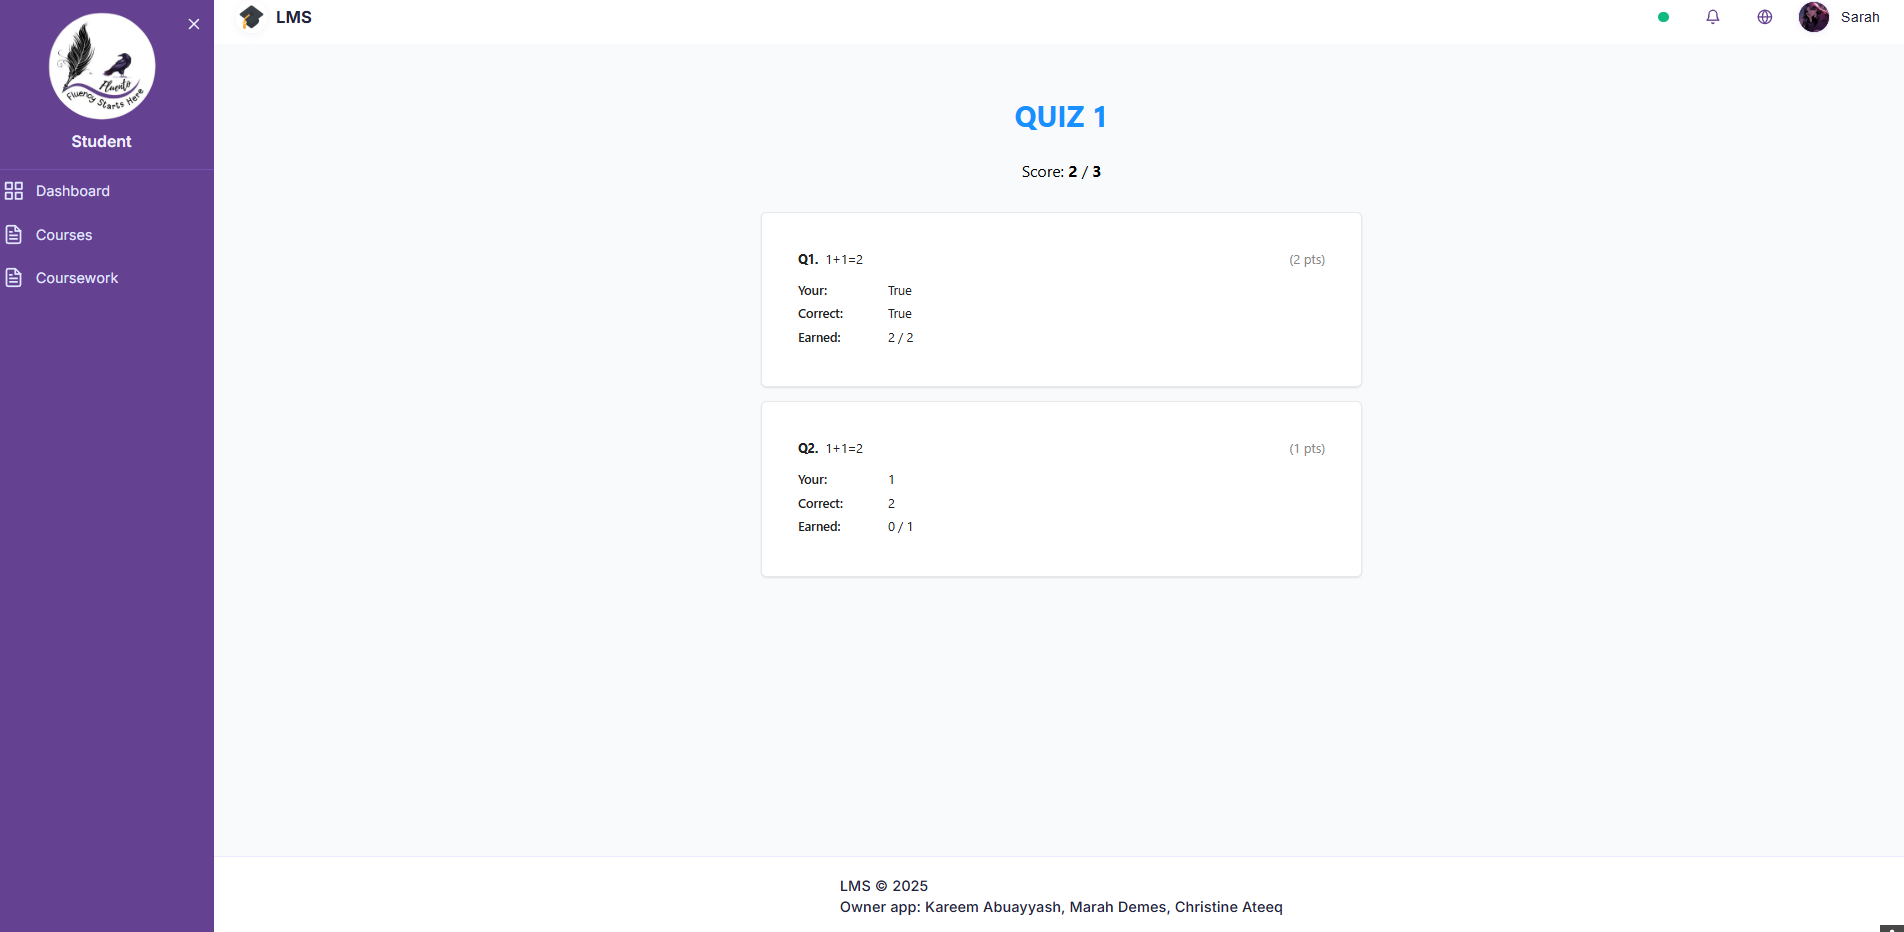 Fluento
Fluency Starts Here
Student
Dashboard
Courses
Coursework
LMS
Sarah
QUIZ 1
Score: 2 / 3
Q1. 1+1=2 (2 pts)
Your: True
Correct: True
Earned: 2 / 2
Q2. 1+1=2 (1 pts)
Your: 1
Correct: 2
Earned: 0 / 1
LMS © 2025
Owner app: Kareem Abuayyash, Marah Demes, Christine Ateeq